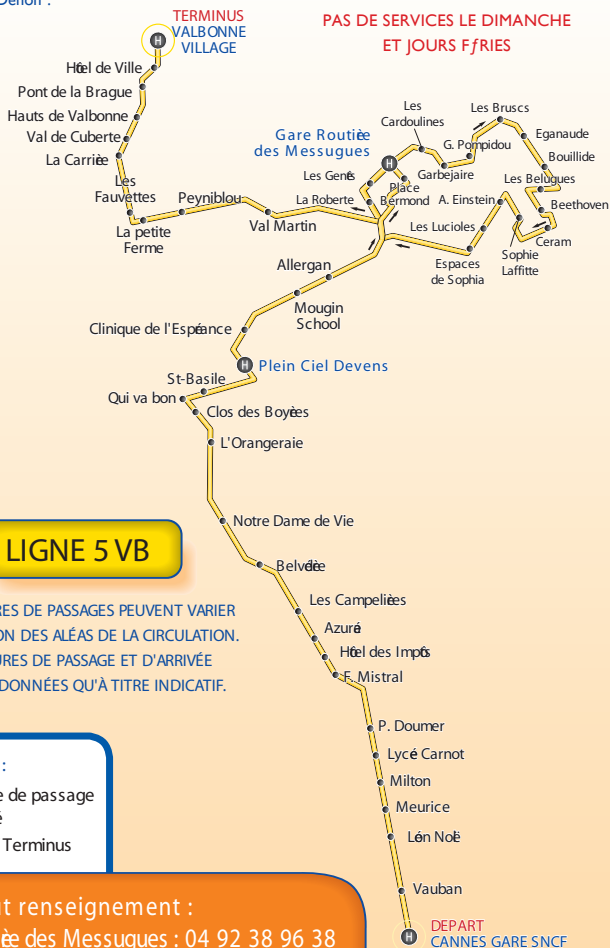 TERMINUS
VALBONNE
VILLAGE
PAS DE SERVICES LE DIMANCHE
ET JOURS FƒRIES
Hôtel de Ville
Pont de la Brague
Hauts de Valbonne
Val de Cuberte
La Carrière
Les
Fauvettes
La petite
Ferme
Peyniblou
Val Martin
La Roberte
Les Genêts
Gare Routière
des Messugues
Place
Bermond
Les
Cardoulines
Garbejaire
G. Pompidou
Les Bruscs
Eganaude
Bouillide
Les Belugues
Beethoven
Ceram
Sophie
Laffitte
A. Einstein
Les Lucioles
Espaces
de Sophia
Allergan
Mougin
School
Clinique de l'Espérance
Plein Ciel Devens
St-Basile
Qui va bon
Clos des Boyères
L'Orangeraie
Notre Dame de Vie
Belvédère
Les Campelières
Azuréa
Hôtel des Impôts
F. Mistral
P. Doumer
Lycée Carnot
Milton
Meurice
Léon Noël
Vauban
DEPART
CANNES GARE SNCF
LIGNE 5 VB
RES DE PASSAGES PEUVENT VARIER
ON DES ALÉAS DE LA CIRCULATION.
URES DE PASSAGE ET D'ARRIVÉE
DONNÉES QU'À TITRE INDICATIF.
:
e de passage
é
Terminus
ut renseignement :
ère des Messugues : 04 92 38 96 38